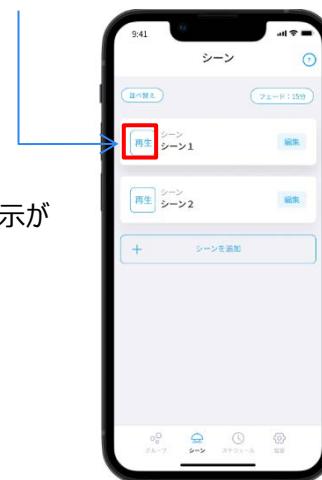 9:41
シーン
?
並べ替え
フェード：15分
再生
シーン
シーン１
編集
示が
再生
シーン
シーン２
編集
＋ シーンを追加
グループ
シーン
スケジュール
設定